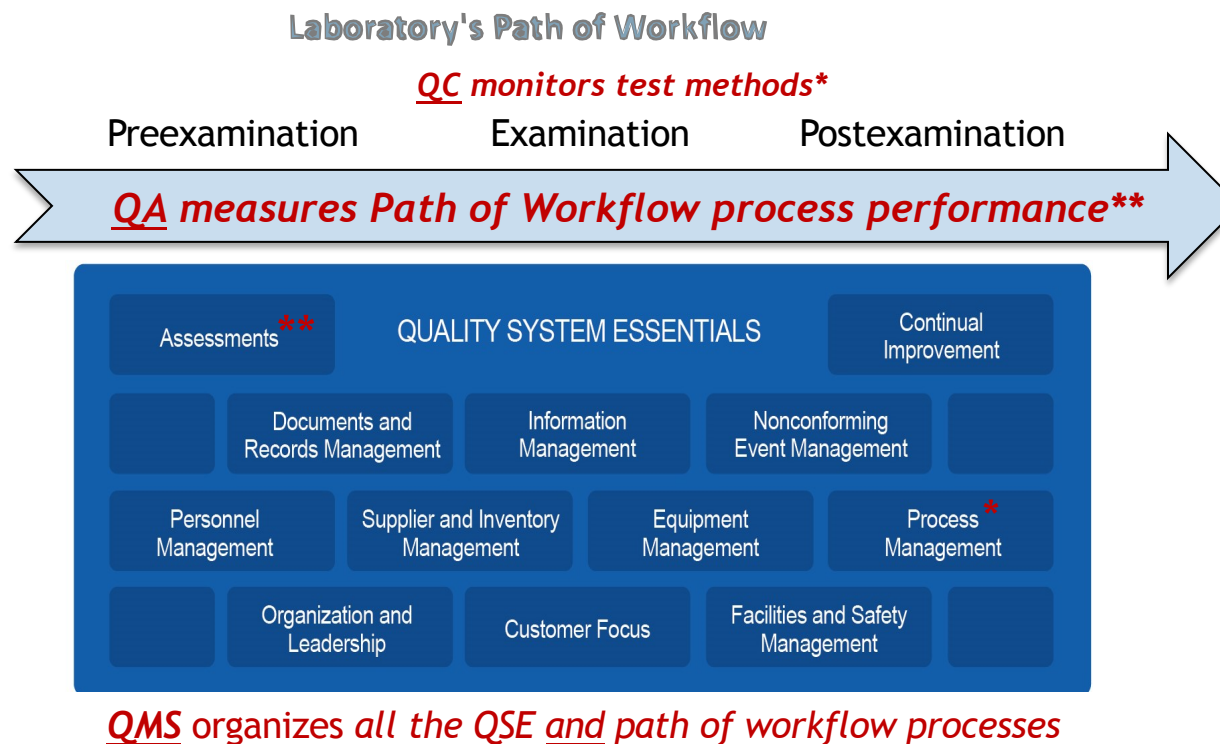 Laboratory's Path of Workflow
QC monitors test methods*
Preexamination Examination Postexamination
QA measures Path of Workflow process performance**
Assessments**
QUALITY SYSTEM ESSENTIALS
Continual
Improvement
Documents and
Records Management
Information
Management
Nonconforming
Event Management
Personnel
Management
Supplier and Inventory
Management
Equipment
Management
Process*
Management
Organization and
Leadership
Customer Focus
Facilities and Safety
Management
QMS organizes all the QSE and path of workflow processes